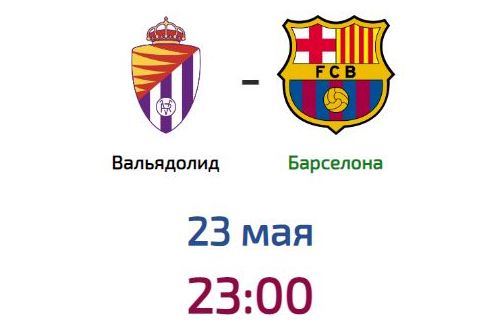 FCB
-
Вальядолид
Барселона
23 мая
23:00